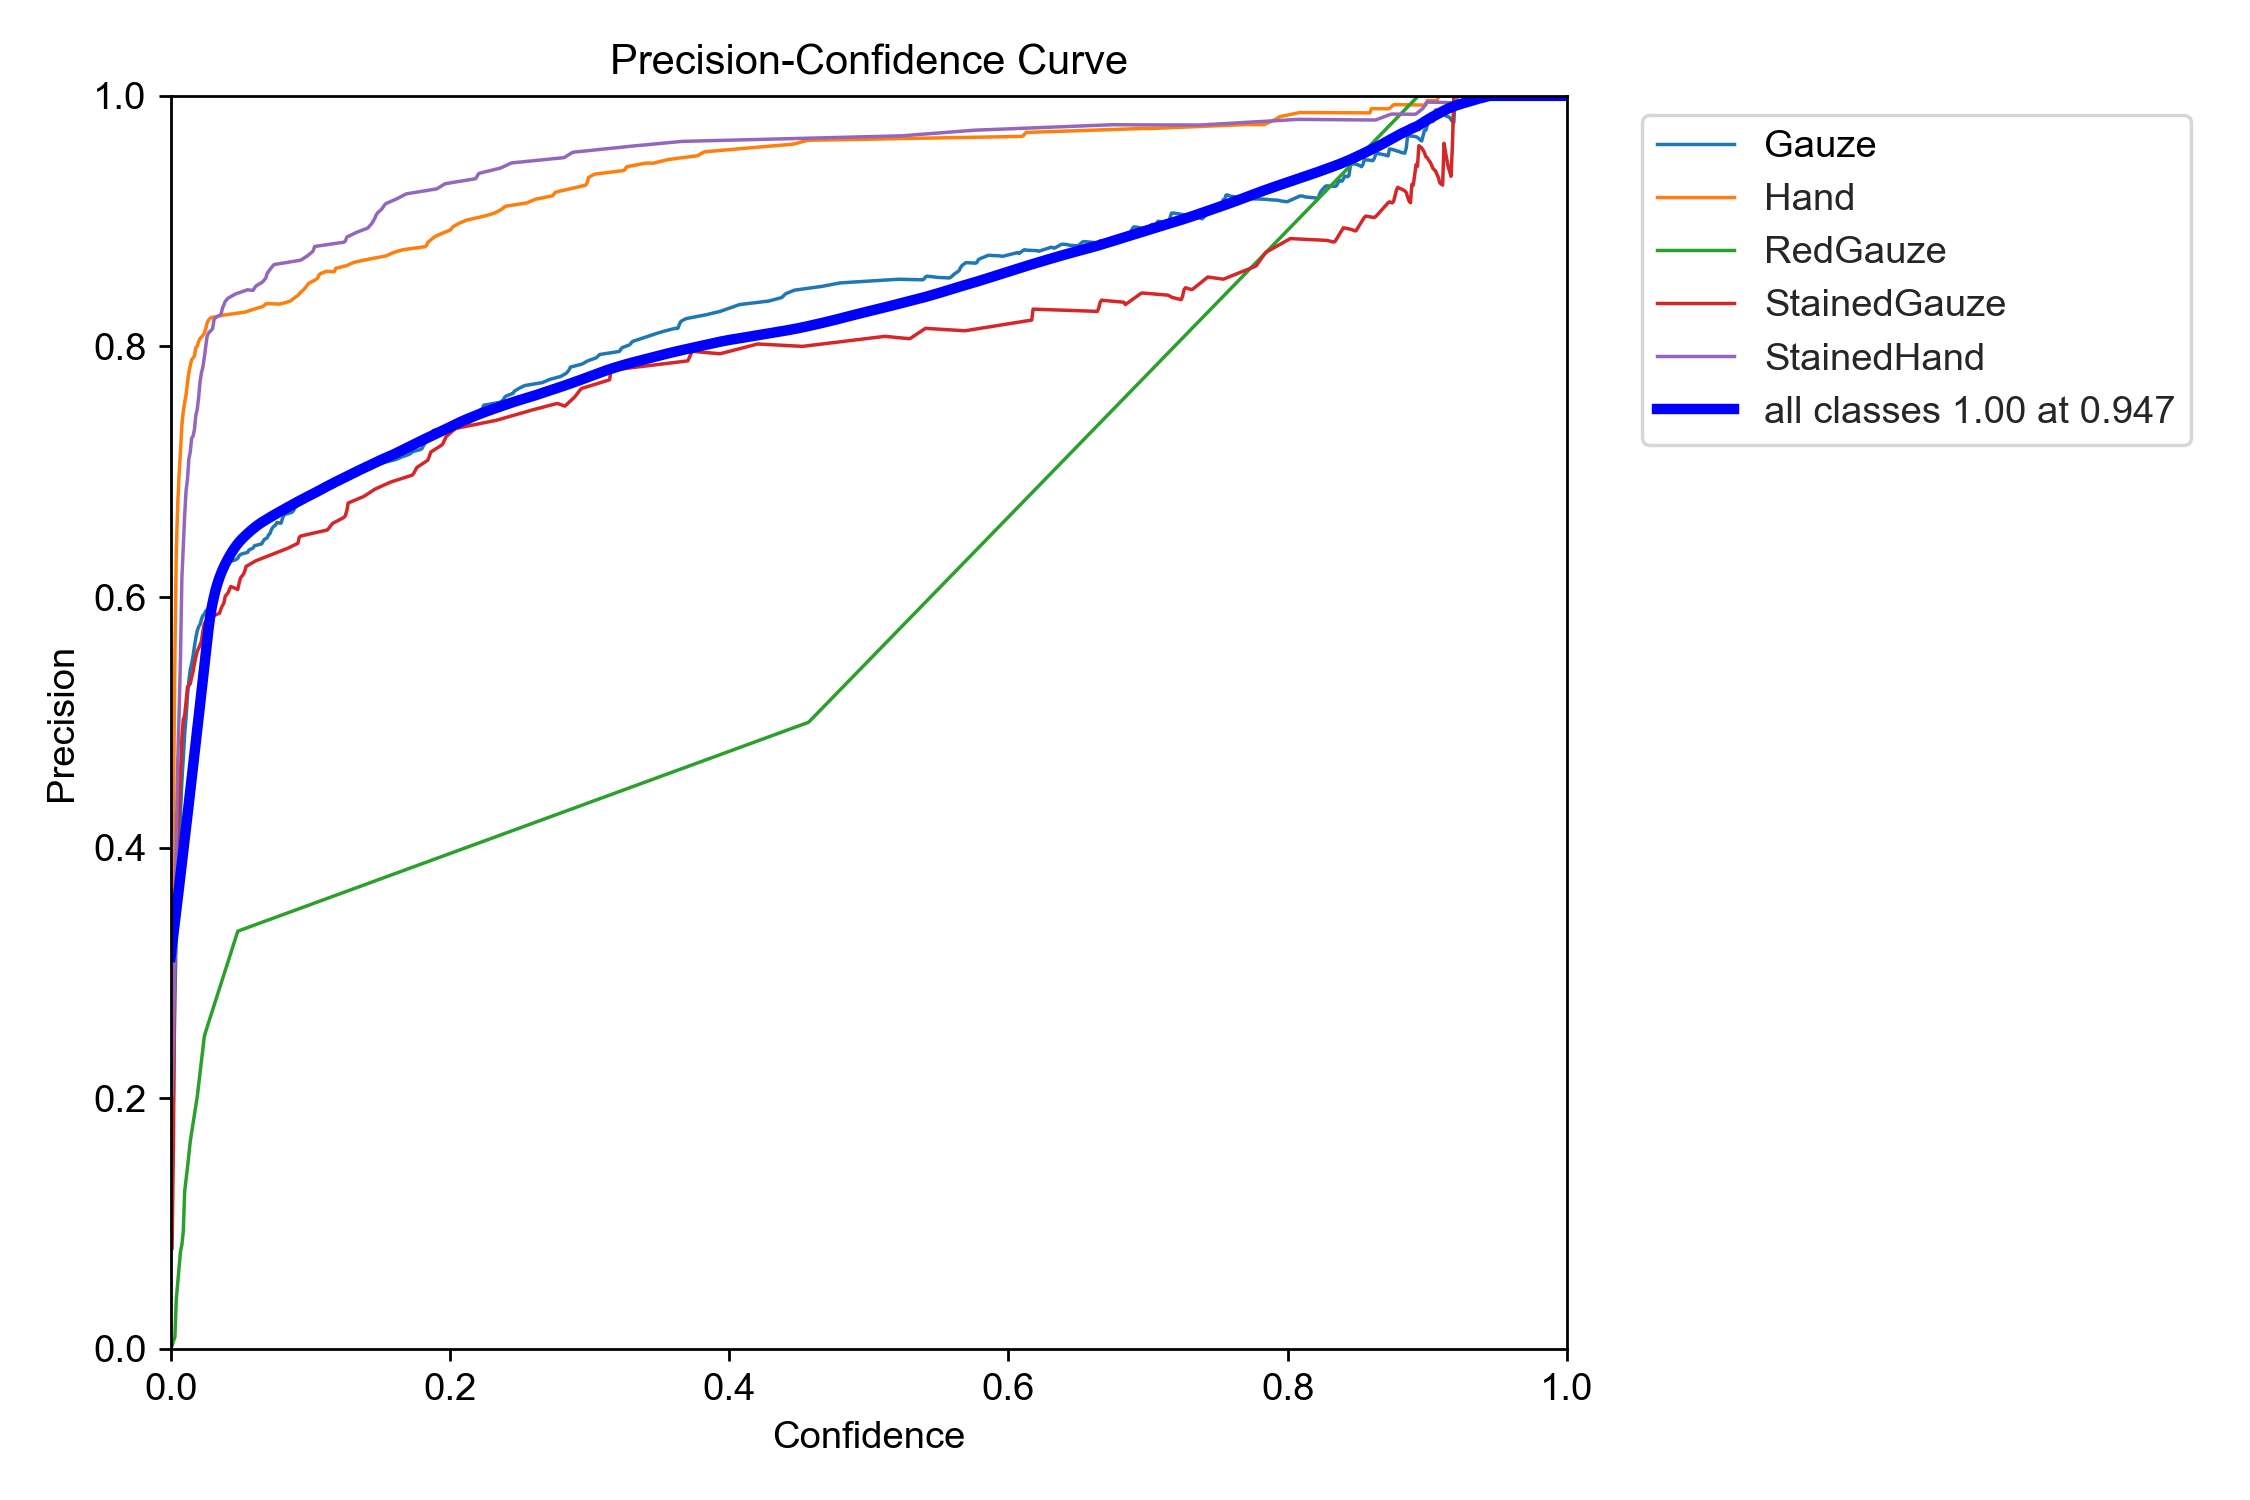 Precision-Confidence Curve
1.0
0.8
0.6
0.4
0.2
0.0
Precision
0.0 0.2 0.4 0.6 0.8 1.0
Confidence
Gauze
Hand
RedGauze
StainedGauze
StainedHand
all classes 1.00 at 0.947